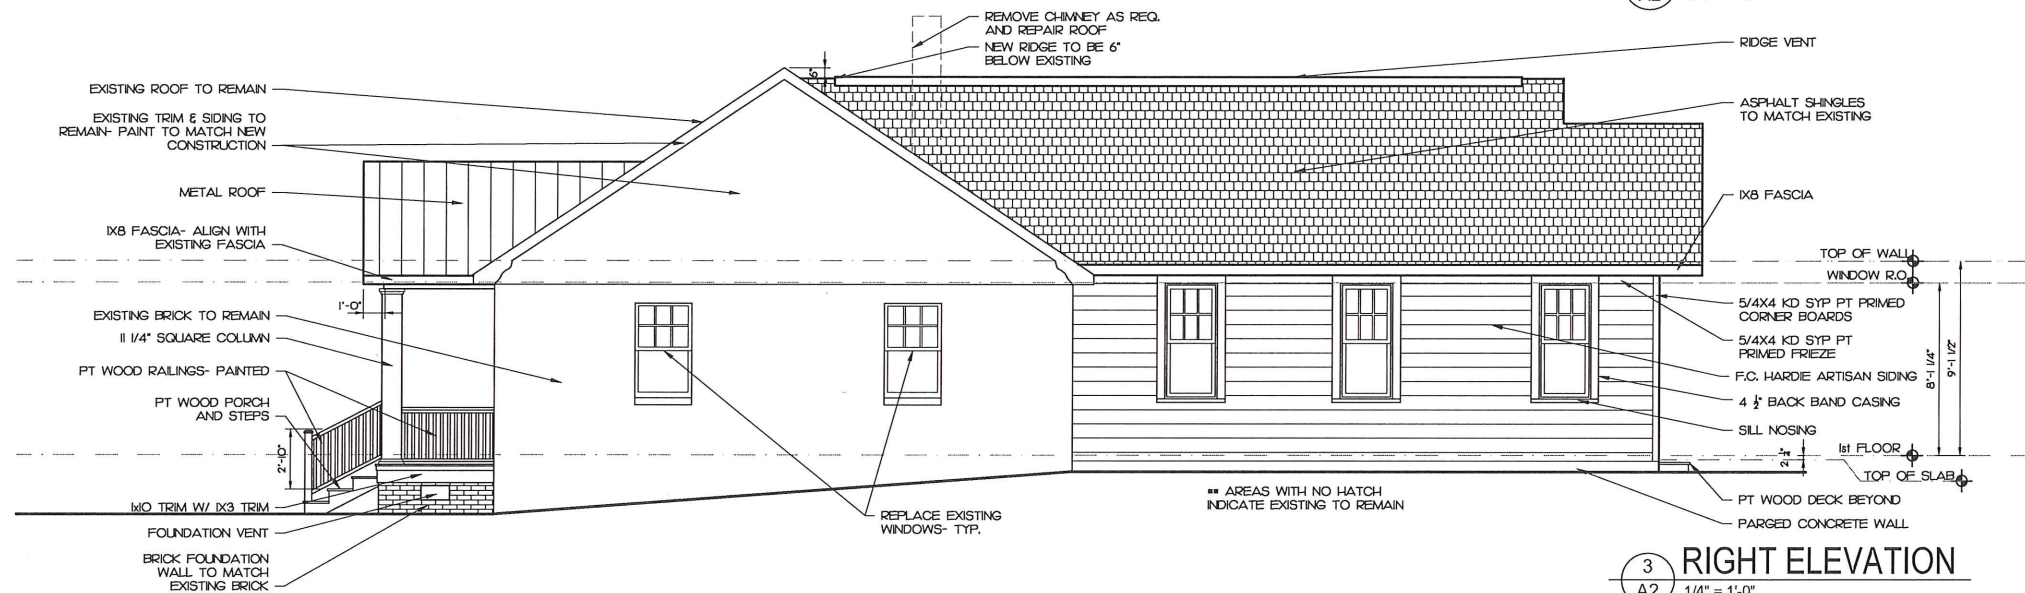 REMOVE CHIMNEY AS REQ.
AND REPAIR ROOF
NEW RIDGE TO BE 6"
BELOW EXISTING
6"
RIDGE VENT
EXISTING ROOF TO REMAIN
EXISTING TRIM & SIDING TO
REMAIN- PAINT TO MATCH NEW
CONSTRUCTION
ASPHALT SHINGLES
TO MATCH EXISTING
METAL ROOF
1X8 FASCIA
1X8 FASCIA- ALIGN WITH
EXISTING FASCIA
TOP OF WALL
WINDOW R.O.
1'-0"
EXISTING BRICK TO REMAIN
5/4X4 KD SYP PT PRIMED
CORNER BOARDS
11 1/4" SQUARE COLUMN
5/4X4 KD SYP PT
PRIMED FRIEZE
8'-1 1/4"
9'-1 1/2"
PT WOOD RAILINGS- PAINTED
F.C. HARDIE ARTISAN SIDING
PT WOOD PORCH
AND STEPS
4 1/2" BACK BAND CASING
SILL NOSING
2'-10"
1st FLOOR
2 1/2"
TOP OF SLAB
** AREAS WITH NO HATCH
INDICATE EXISTING TO REMAIN
PT WOOD DECK BEYOND
1x10 TRIM W/ 1X3 TRIM
REPLACE EXISTING
WINDOWS- TYP.
PARGED CONCRETE WALL
FOUNDATION VENT
BRICK FOUNDATION
WALL TO MATCH
EXISTING BRICK
3
A2
RIGHT ELEVATION
1/4" = 1'-0"